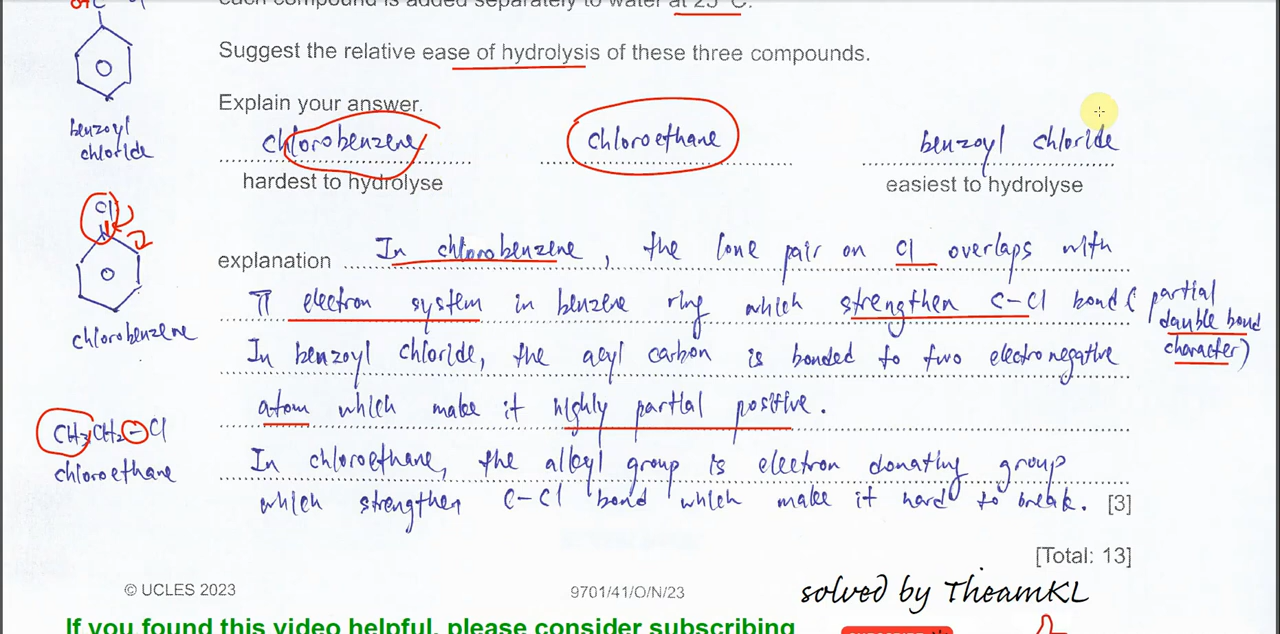 each compound is added separately to water at 25 °C.
Suggest the relative ease of hydrolysis of these three compounds.
benzoyl
chloride
Explain your answer.
chlorobenzene chloroethane benzoyl chloride
hardest to hydrolyse easiest to hydrolyse
Cl
chlorobenzene
explanation In chlorobenzene, the lone pair on Cl overlaps with
π electron system in benzene ring which strengthen C-Cl bond (partial
double bond
character)
In benzoyl chloride, the acyl carbon is bonded to two electronegative
atom which make it highly partial positive.
CH3CH2-Cl
chloroethane
In chloroethane, the alkyl group is electron donating group
which strengthen C-Cl bond which make it hard to break. [3]
[Total: 13]
© UCLES 2023 9701/41/O/N/23
solved by TheamKL
If you found this video helpful, please consider subscribing